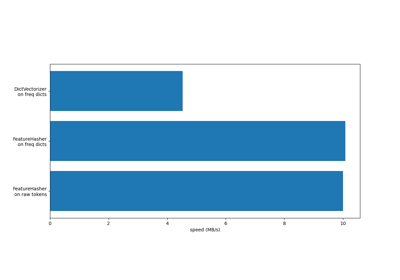 DictVectorizer
on freq dicts
FeatureHasher
on freq dicts
FeatureHasher
on raw tokens
0 2 4 6 8 10
speed (MB/s)